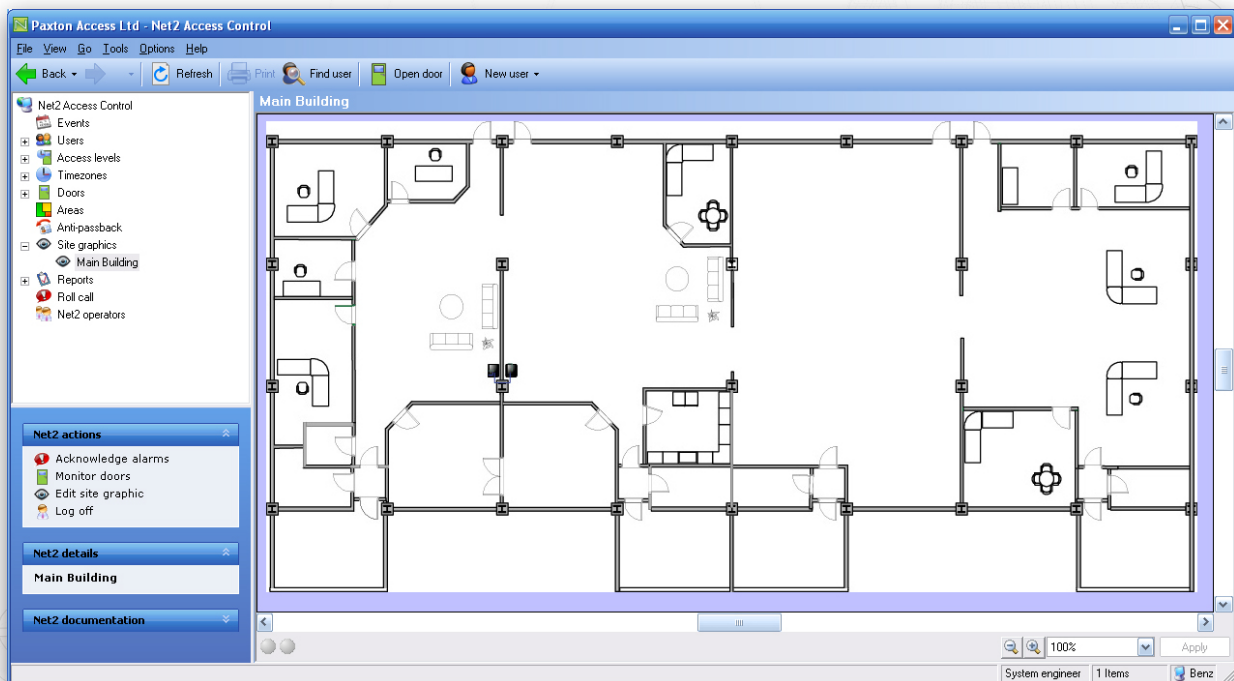 Paxton Access Ltd - Net2 Access Control
File View Go Tools Options Help
Back Refresh Print Find user Open door New user
Net2 Access Control
Events
Users
Access levels
Timezones
Doors
Areas
Anti-passback
Site graphics
Main Building
Reports
Roll call
Net2 operators
Net2 actions
Acknowledge alarms
Monitor doors
Edit site graphic
Log off
Net2 details
Main Building
Net2 documentation
Main Building
100% Apply
System engineer 1 Items Benz